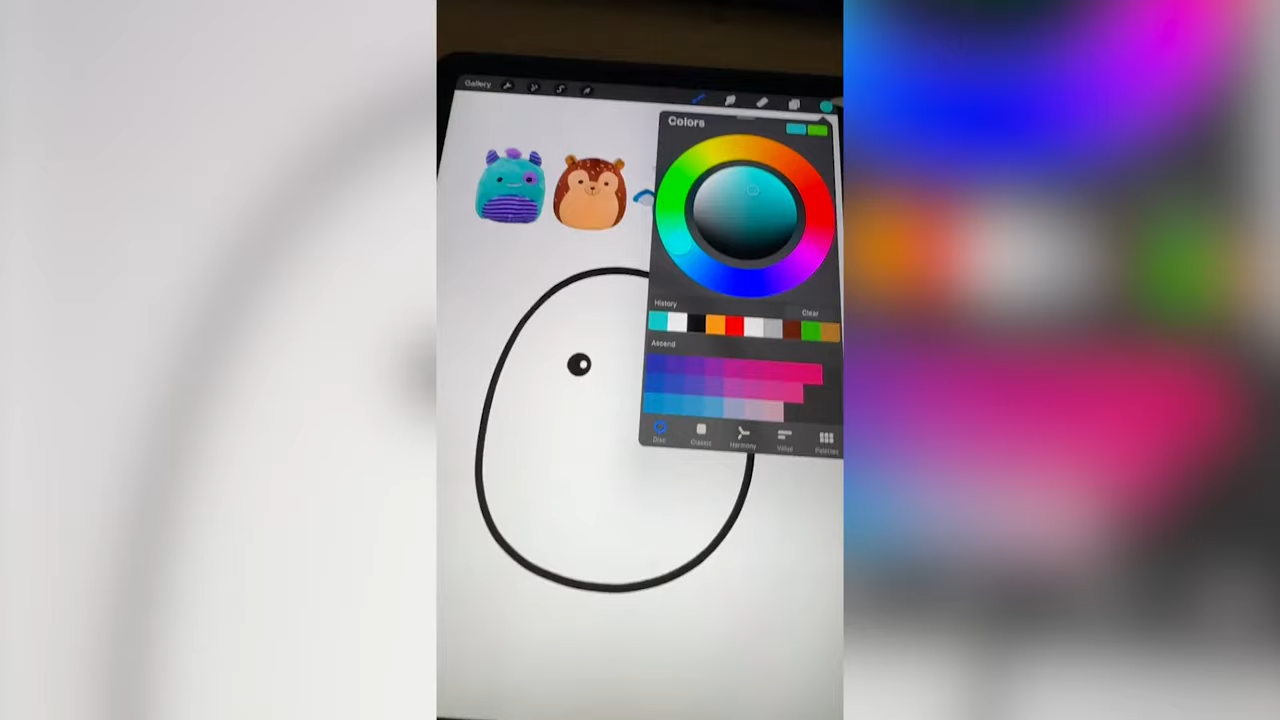 Gallery
Colors
History
Clear
Ascend
Disc
Classic
Harmony
Value
Palettes